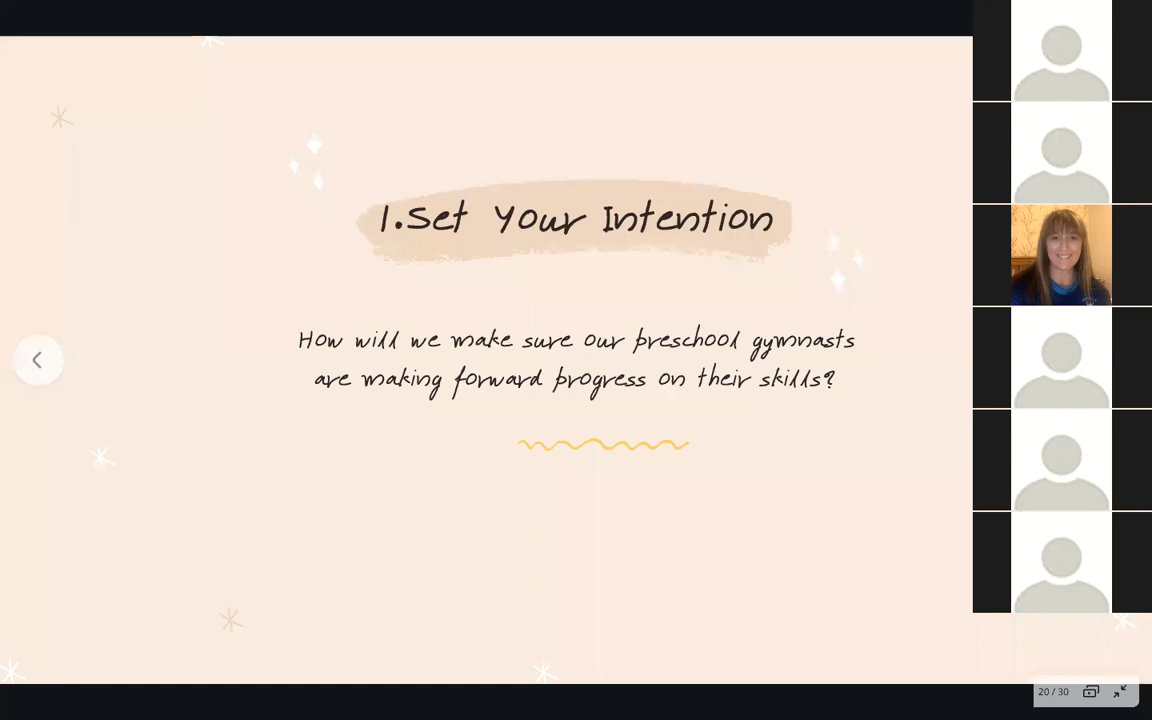 1.Set Your Intention
How will we make sure our preschool gymnasts
are making forward progress on their skills?
20 / 30